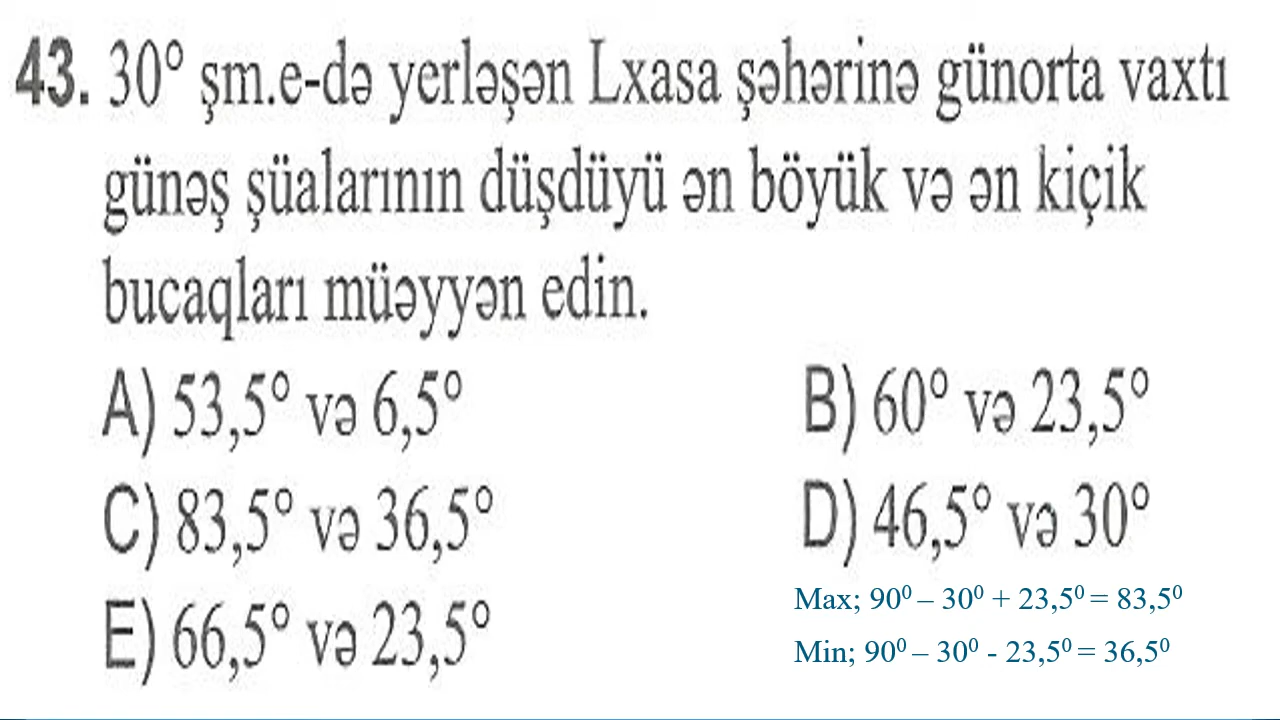 43. 30° şm.e-də yerləşən Lxasa şəhərinə günorta vaxtı
günəş şüalarının düşdüyü ən böyük və ən kiçik
bucaqları müəyyən edin.
A) 53,5° və 6,5° B) 60° və 23,5°
C) 83,5° və 36,5° D) 46,5° və 30°
E) 66,5° və 23,5°
Max; 90⁰ – 30⁰ + 23,5⁰ = 83,5⁰
Min; 90⁰ – 30⁰ - 23,5⁰ = 36,5⁰